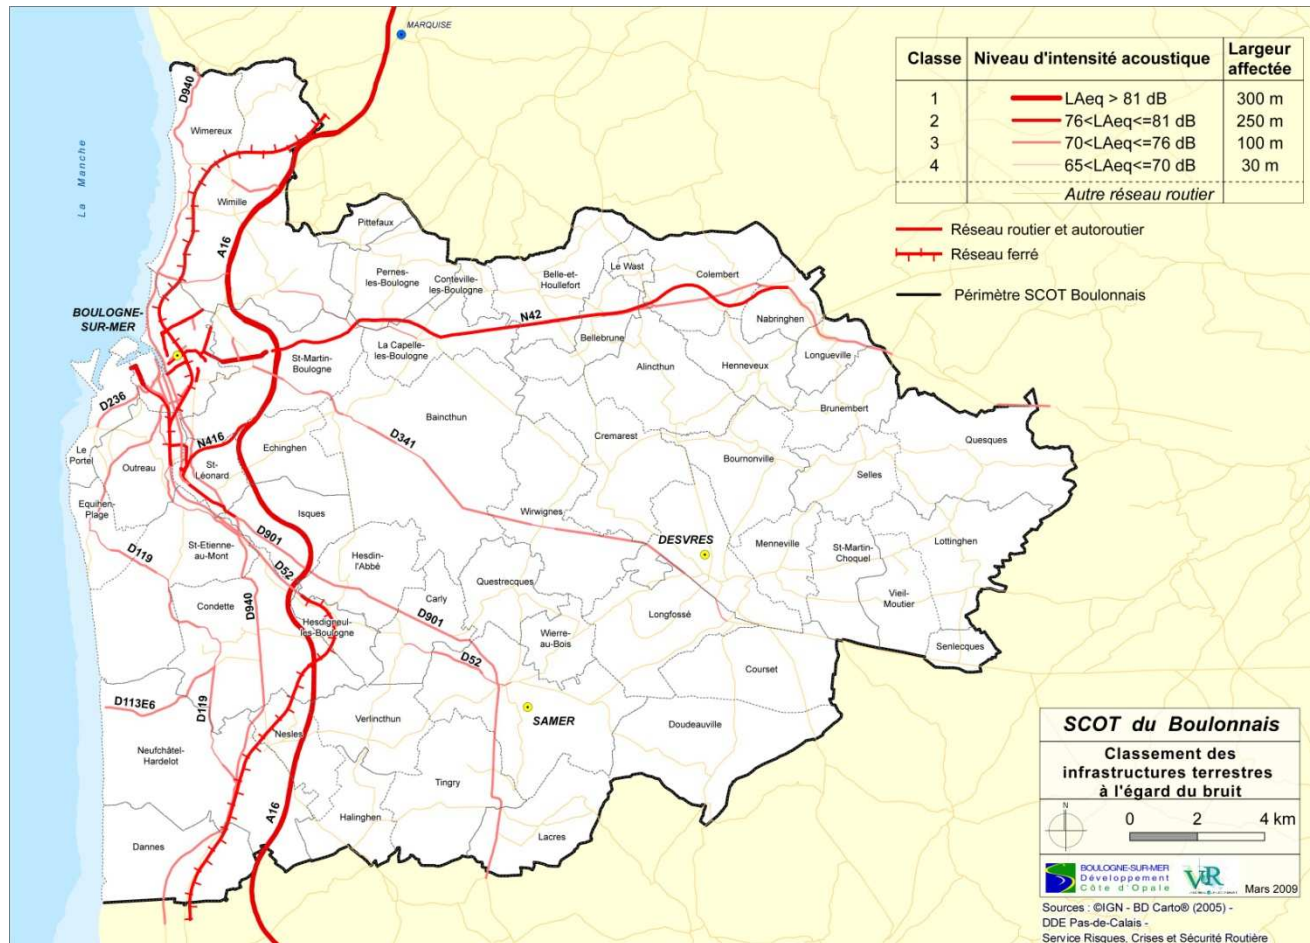 MARQUISE
Classe Niveau d'intensité acoustique Largeur affectée
1 LAeq > 81 dB 300 m
2 76<LAeq<=81 dB 250 m
3 70<LAeq<=76 dB 100 m
4 65<LAeq<=70 dB 30 m
Autre réseau routier
Réseau routier et autoroutier
Réseau ferré
Périmètre SCOT Boulonnais
La Manche
D940
Wimereux
Wimille
A16
Pittefaux
Pernes-
les-Boulogne
Conteville-
les-Boulogne
Belle-et-
Houllefort
Le Wast
Colembert
BOULOGNE-
SUR-MER
N42
Nabringhen
St-Martin-
Boulogne
La Capelle-
les-Boulogne
Bellebrune
Alincthun
Henneveux
Longueville
D236
Baincthun
Brunembert
Le
Portel
Outreau
N416
St-
Léonard
Echinghen
D341
Cremarest
Bournonville
Quesques
Selles
Equihen-
Plage
Isques
Wirwignes
D901
St-Etienne-
au-Mont
D119
D52
Hesdin-
l'Abbé
DESVRES
Menneville
St-Martin-
Choquel
Lottinghen
Condette
D940
Carly
Questrecques
Longfossé
Vieil-
Moutier
Hesdigneul-
les-Boulogne
D901
Wierre-
au-Bois
Senlecques
D52
Courset
D113E6
D119
SAMER
Verlincthun
Doudeauville
Nesles
Neufchâtel-
Hardelot
Tingry
A16
Halinghen
Dannes
Lacres
SCOT du Boulonnais
Classement des
infrastructures terrestres
à l'égard du bruit
N
0 2 4 km
BOULOGNE-SUR-MER
Développement
Côte d'Opale
Mars 2009
Sources : ©IGN - BD Carto® (2005) -
DDE Pas-de-Calais -
Service Risques, Crises et Sécurité Routière